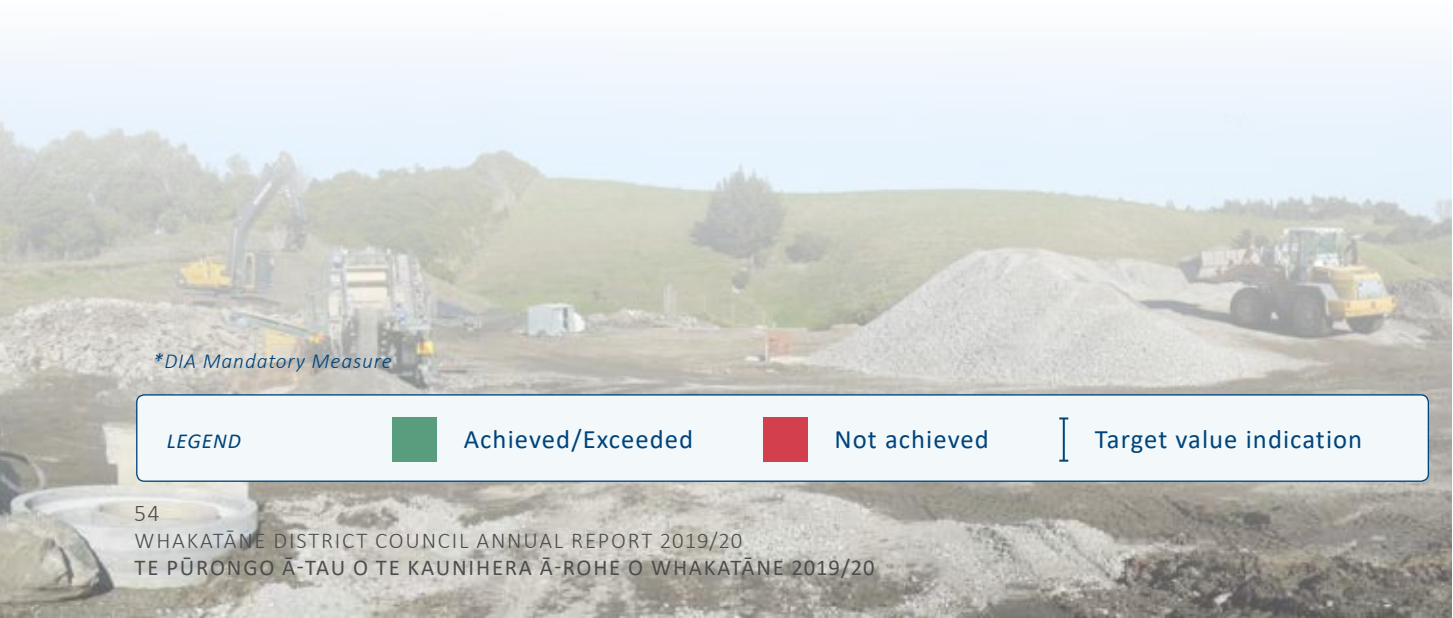 *DIA Mandatory Measure
LEGEND Achieved/Exceeded Not achieved Target value indication
54
WHAKATĀNE DISTRICT COUNCIL ANNUAL REPORT 2019/20
TE PŪRONGO Ā-TAU O TE KAUNIHERA Ā-ROHE O WHAKATĀNE 2019/20